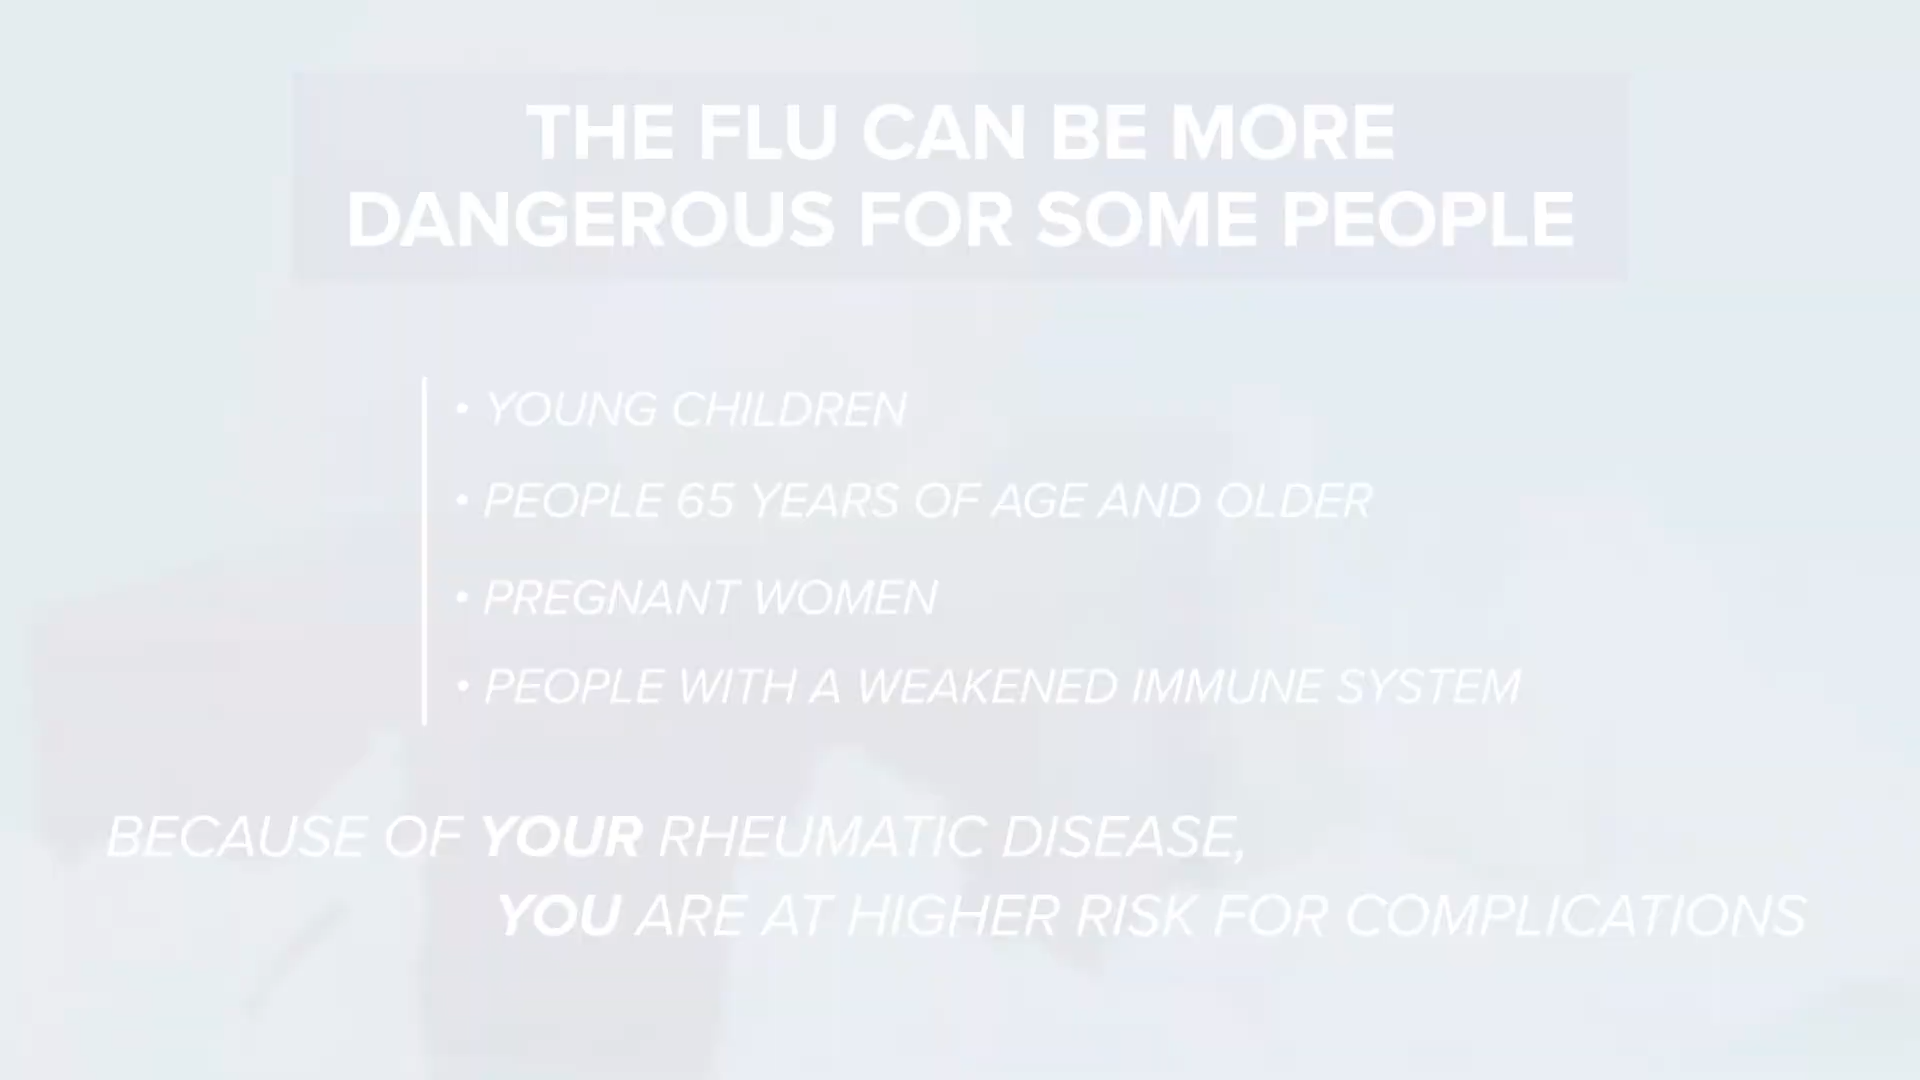 THE FLU CAN BE MORE
DANGEROUS FOR SOME PEOPLE
• YOUNG CHILDREN
• PEOPLE 65 YEARS OF AGE AND OLDER
• PREGNANT WOMEN
• PEOPLE WITH A WEAKENED IMMUNE SYSTEM
BECAUSE OF YOUR RHEUMATIC DISEASE,
YOU ARE AT HIGHER RISK FOR COMPLICATIONS